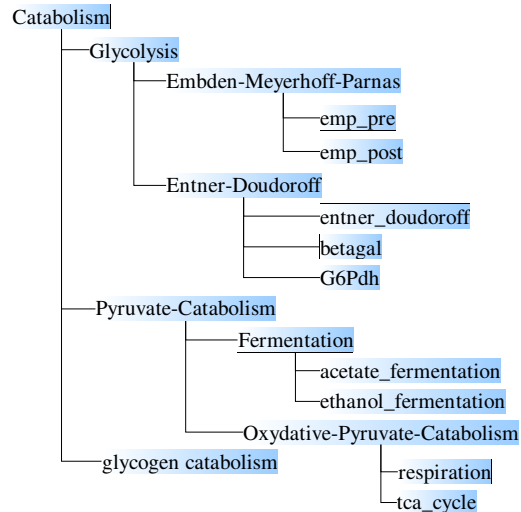 Catabolism
Glycolysis
Embden-Meyerhoff-Parnas
emp_pre
emp_post
Entner-Doudoroff
entner_doudoroff
betagal
G6Pdh
Pyruvate-Catabolism
Fermentation
acetate_fermentation
ethanol_fermentation
Oxydative-Pyruvate-Catabolism
glycogen catabolism
respiration
tca_cycle